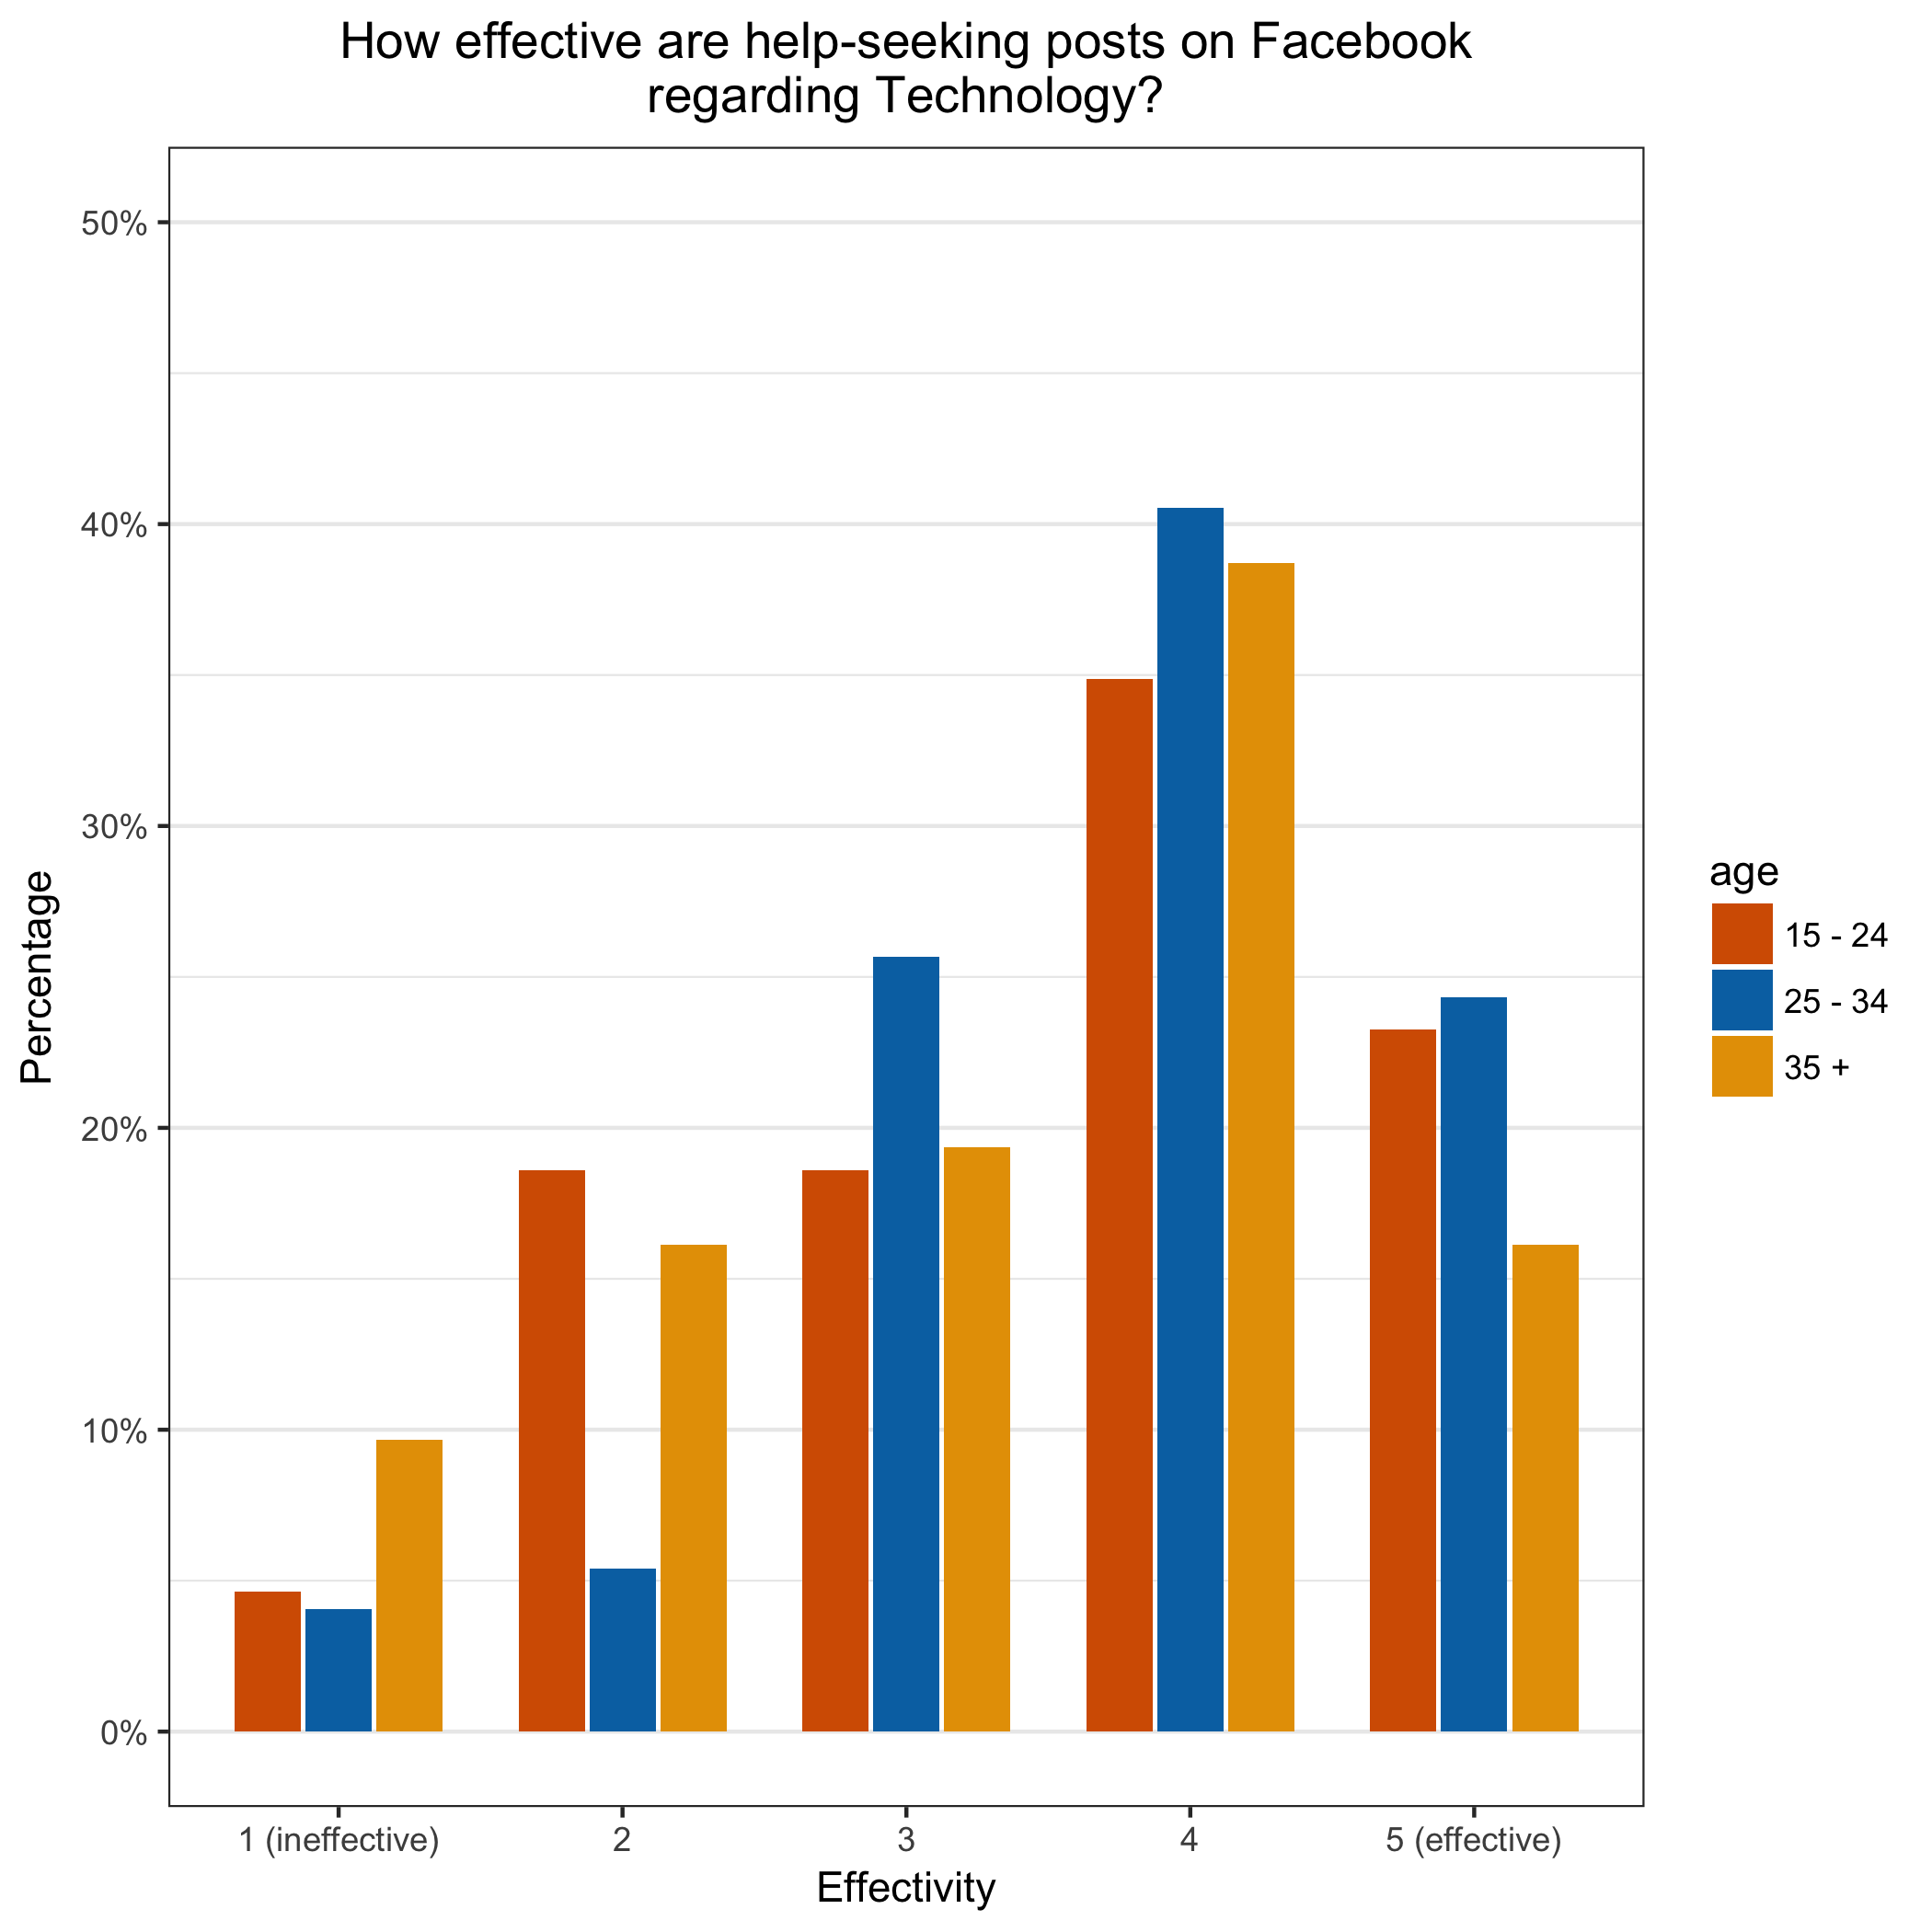 How effective are help-seeking posts on Facebook
regarding Technology?
50%
40%
30%
20%
10%
0%
Percentage
1 (ineffective)
2
3
4
5 (effective)
Effectivity
age
15 - 24
25 - 34
35 +